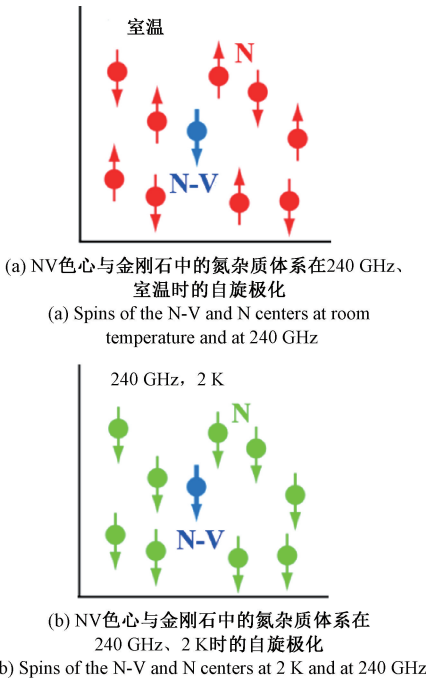 室温
N
N-V
(a) NV色心与金刚石中的氮杂质体系在240 GHz、
室温时的自旋极化
(a) Spins of the N-V and N centers at room
temperature and at 240 GHz
240 GHz，2 K
N
N-V
(b) NV色心与金刚石中的氮杂质体系在
240 GHz、2 K时的自旋极化
b) Spins of the N-V and N centers at 2 K and at 240 GHz